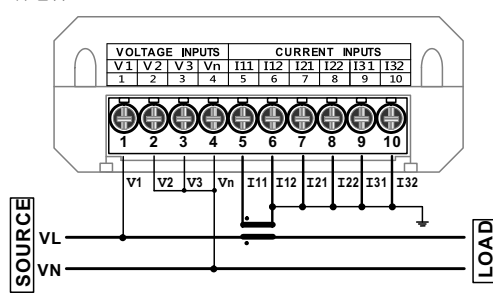 VOLTAGE INPUTS CURRENT INPUTS
V1 V2 V3 Vn I11 I12 I21 I22 I31 I32
1 2 3 4 5 6 7 8 9 10
1 2 3 4 5 6 7 8 9 10
V1 V2 V3 Vn I11 I12 I21 I22 I31 I32
SOURCE
VL
VN
LOAD